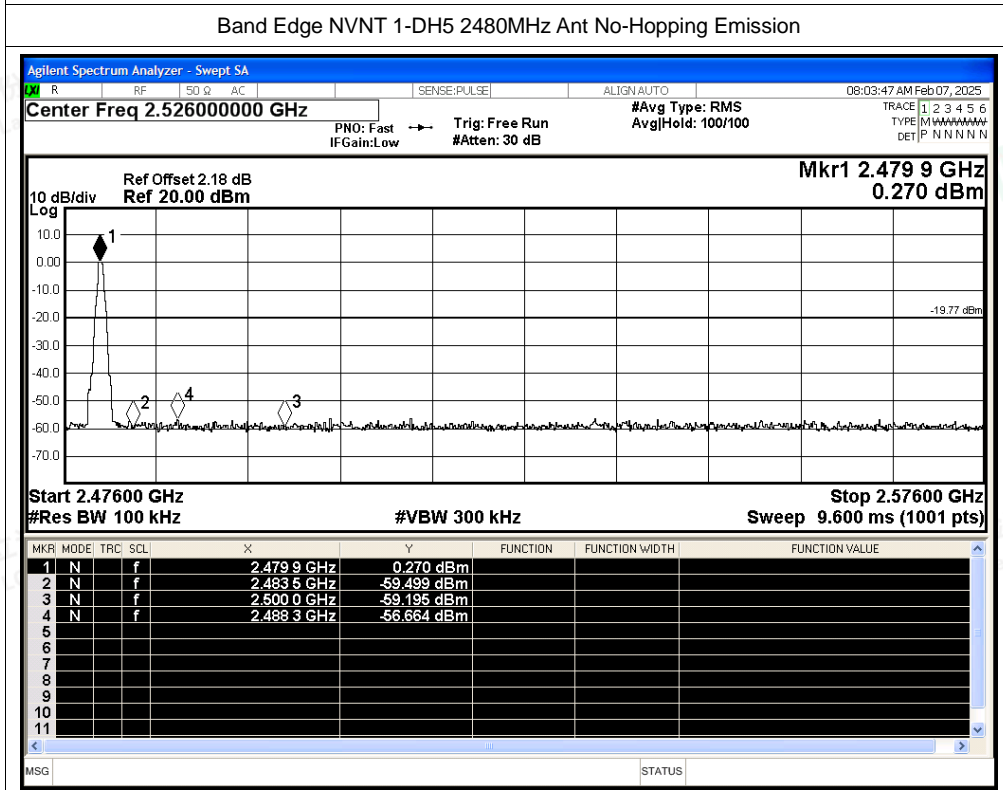 Band Edge NVNT 1-DH5 2480MHz Ant No-Hopping Emission
Agilent Spectrum Analyzer - Swept SA
LXI R RF 50 Ω AC SENSE:PULSE ALIGN AUTO 08:03:47 AM Feb 07, 2025
Center Freq 2.526000000 GHz #Avg Type: RMS TRACE 1 2 3 4 5 6
PNO: Fast Trig: Free Run Avg|Hold: 100/100 TYPE M WWWWW
IFGain:Low #Atten: 30 dB DET P N N N N N
Mkr1 2.479 9 GHz
Ref Offset 2.18 dB
10 dB/div Ref 20.00 dBm 0.270 dBm
Log
10.0
1
0.00
-10.0
-19.77 dBm
-20.0
-30.0
-40.0
-50.0
2 4 3
-60.0
-70.0
Start 2.47600 GHz Stop 2.57600 GHz
#Res BW 100 kHz #VBW 300 kHz Sweep 9.600 ms (1001 pts)
MKR MODE TRC SCL X Y FUNCTION FUNCTION WIDTH FUNCTION VALUE
1 N f 2.479 9 GHz 0.270 dBm
2 N f 2.483 5 GHz -59.499 dBm
3 N f 2.500 0 GHz -59.195 dBm
4 N f 2.488 3 GHz -56.664 dBm
5
6
7
8
9
10
11
MSG STATUS